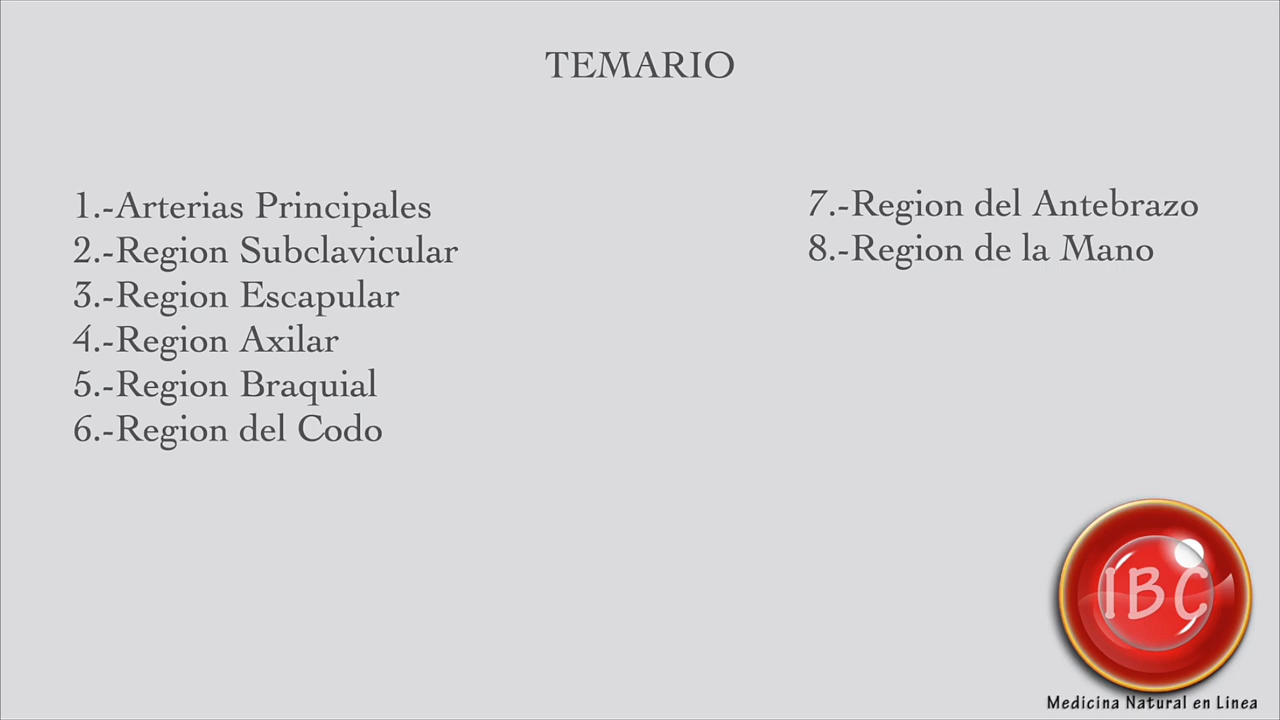 TEMARIO
1.-Arterias Principales
2.-Region Subclavicular
3.-Region Escapular
4.-Region Axilar
5.-Region Braquial
6.-Region del Codo
7.-Region del Antebrazo
8.-Region de la Mano
IBC
Medicina Natural en Linea